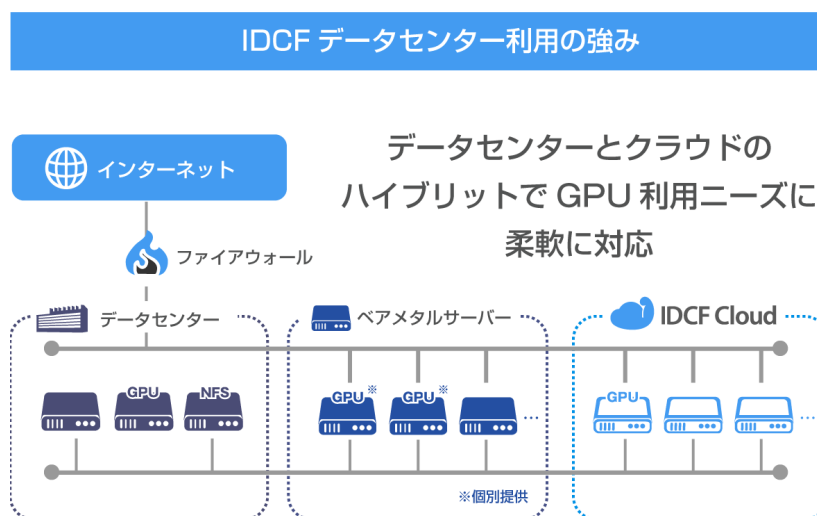 IDCF データセンター利用の強み
インターネット
データセンターとクラウドの
ハイブリットで GPU 利用ニーズに
柔軟に対応
ファイアウォール
データセンター
ベアメタルサーバー
IDCF Cloud
GPU
NFS
GPU※
GPU※
…
GPU
…
※個別提供